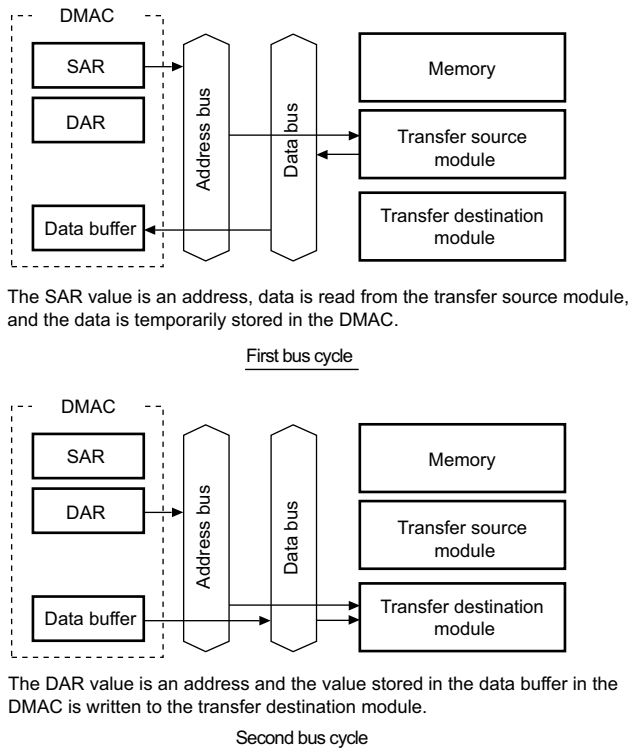 DMAC
SAR
DAR
Data buffer
Address bus
Data bus
Memory
Transfer source
module
Transfer destination
module
The SAR value is an address, data is read from the transfer source module,
and the data is temporarily stored in the DMAC.
First bus cycle
DMAC
SAR
DAR
Data buffer
Address bus
Data bus
Memory
Transfer source
module
Transfer destination
module
The DAR value is an address and the value stored in the data buffer in the
DMAC is written to the transfer destination module.
Second bus cycle